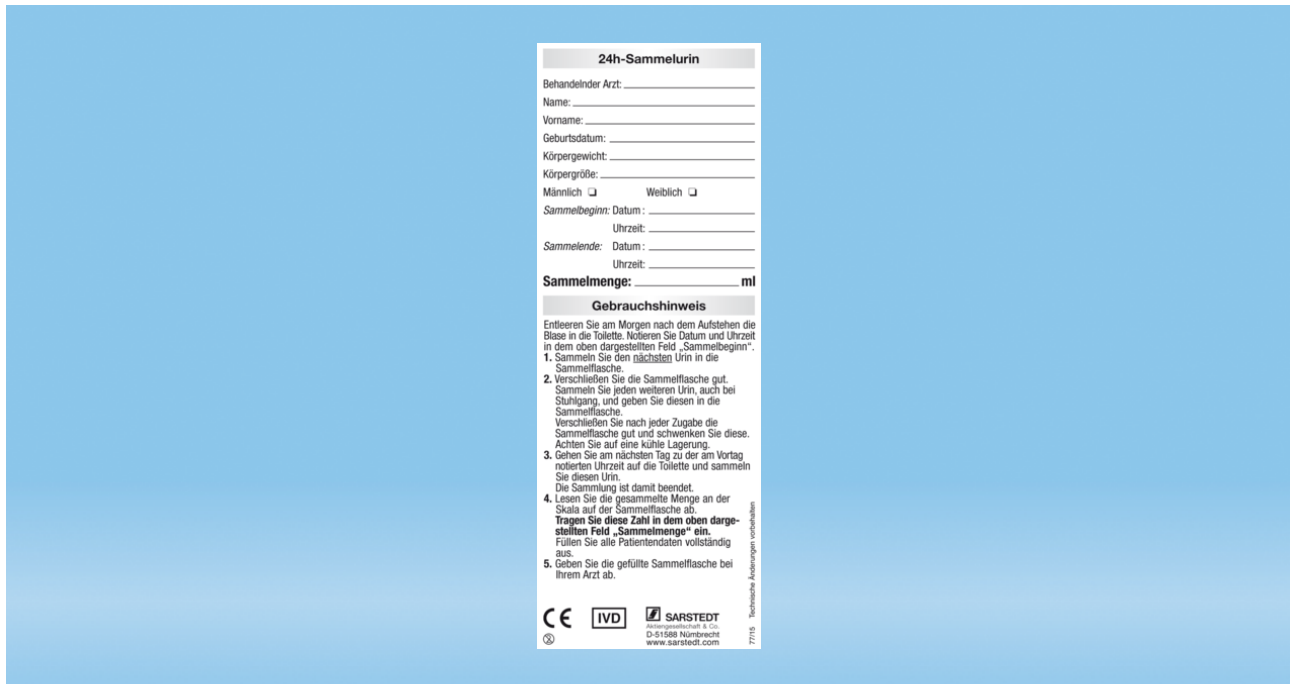 24h-Sammelurin
Behandelnder Arzt:
Name:
Vorname:
Geburtsdatum:
Körpergewicht:
Körpergröße:
Männlich ❏ Weiblich ❏
Sammelbeginn: Datum :
Uhrzeit:
Sammelende: Datum :
Uhrzeit:
Sammelmenge: ml
Gebrauchshinweis
Entleeren Sie am Morgen nach dem Aufstehen die
Blase in die Toilette. Notieren Sie Datum und Uhrzeit
in dem oben dargestellten Feld „Sammelbeginn“.
1. Sammeln Sie den nächsten Urin in die
Sammelflasche.
2. Verschließen Sie die Sammelflasche gut.
Sammeln Sie jeden weiteren Urin, auch bei
Stuhlgang, und geben Sie diesen in die
Sammelflasche.
Verschließen Sie nach jeder Zugabe die
Sammelflasche gut und schwenken Sie diese.
Achten Sie auf eine kühle Lagerung.
3. Gehen Sie am nächsten Tag zu der am Vortag
notierten Uhrzeit auf die Toilette und sammeln
Sie diesen Urin.
Die Sammlung ist damit beendet.
4. Lesen Sie die gesammelte Menge an der
Skala auf der Sammelflasche ab.
Tragen Sie diese Zahl in dem oben darge-
stellten Feld „Sammelmenge“ ein.
Füllen Sie alle Patientendaten vollständig
aus.
5. Geben Sie die gefüllte Sammelflasche bei
Ihrem Arzt ab.
CE IVD SARSTEDT
Aktiengesellschaft & Co.
D-51588 Nümbrecht
www.sarstedt.com
77/15 Technische Änderungen vorbehalten